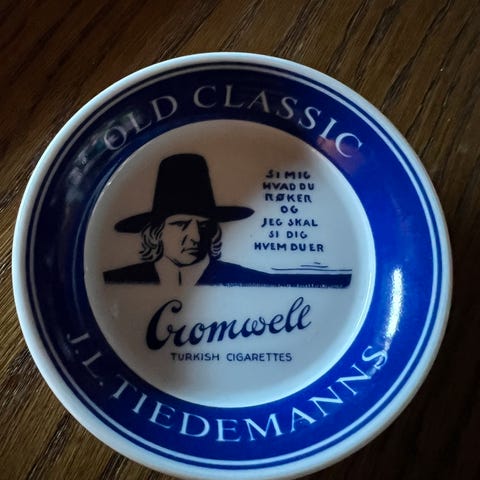 OLD CLASSIC
SI MIG
HVAD DU
RØKER
OG
JEG SKAL
SI DIG
HVEM DU ER
Cromwell
TURKISH CIGARETTES
J.L.TIEDEMANNS